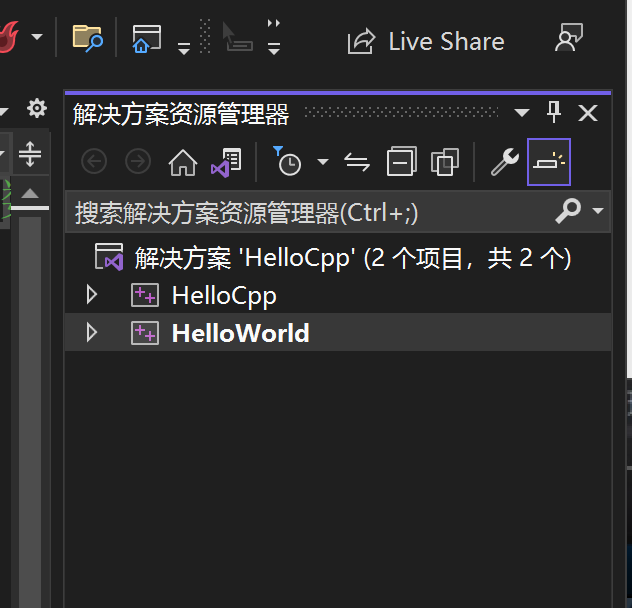 Live Share
解决方案资源管理器
搜索解决方案资源管理器(Ctrl+;)
解决方案 'HelloCpp' (2 个项目，共 2 个)
HelloCpp
HelloWorld